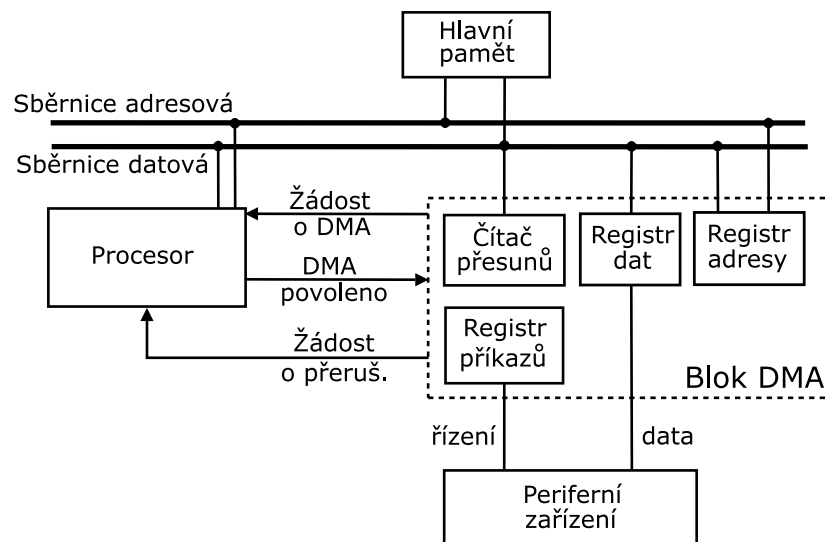 Hlavní
pamět
Sběrnice adresová
Sběrnice datová
Žádost
o DMA
Procesor
DMA
povoleno
Žádost
o přeruš.
Čítač
přesunů
Registr
dat
Registr
adresy
Registr
příkazů
Blok DMA
řízení
data
Periferní
zařízení